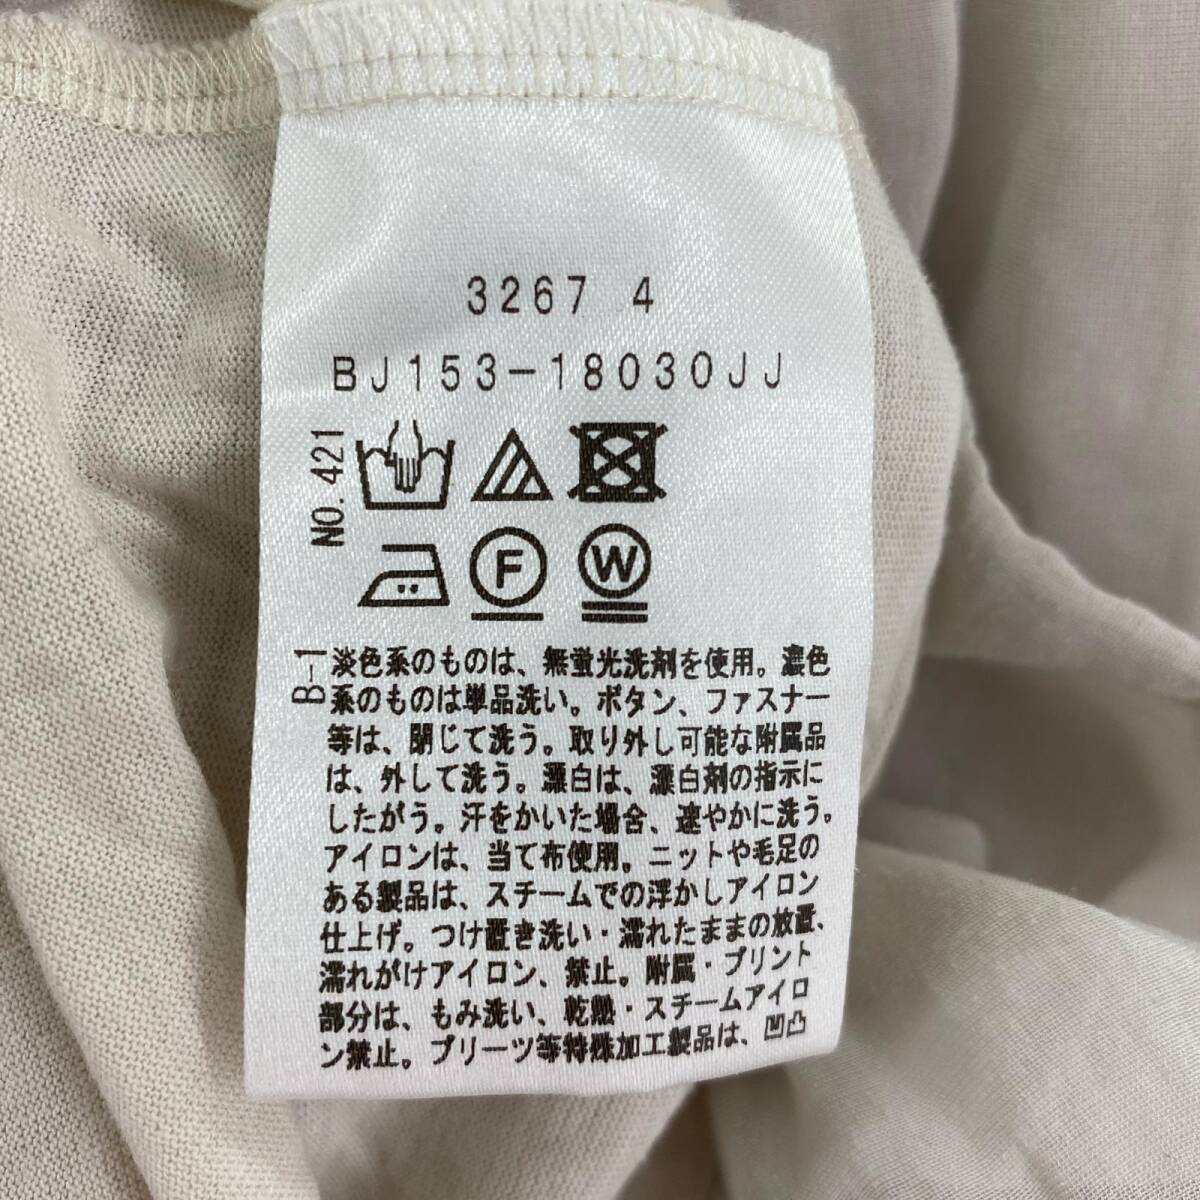 3267 4
BJ153-18030JJ
NO. 421
F
W
B-1
淡色系のものは、無蛍光洗剤を使用。濃色
系のものは単品洗い。ボタン、ファスナー
等は、閉じて洗う。取り外し可能な附属品
は、外して洗う。漂白は、漂白剤の指示に
したがう。汗をかいた場合、速やかに洗う。
アイロンは、当て布使用。ニットや毛足の
ある製品は、スチームでの浮かしアイロン
仕上げ。つけ置き洗い・濡れたままの放置、
濡れがけアイロン、禁止。附属・プリント
部分は、もみ洗い、乾熱・スチームアイロ
ン禁止。プリーツ等特殊加工製品は、凹凸